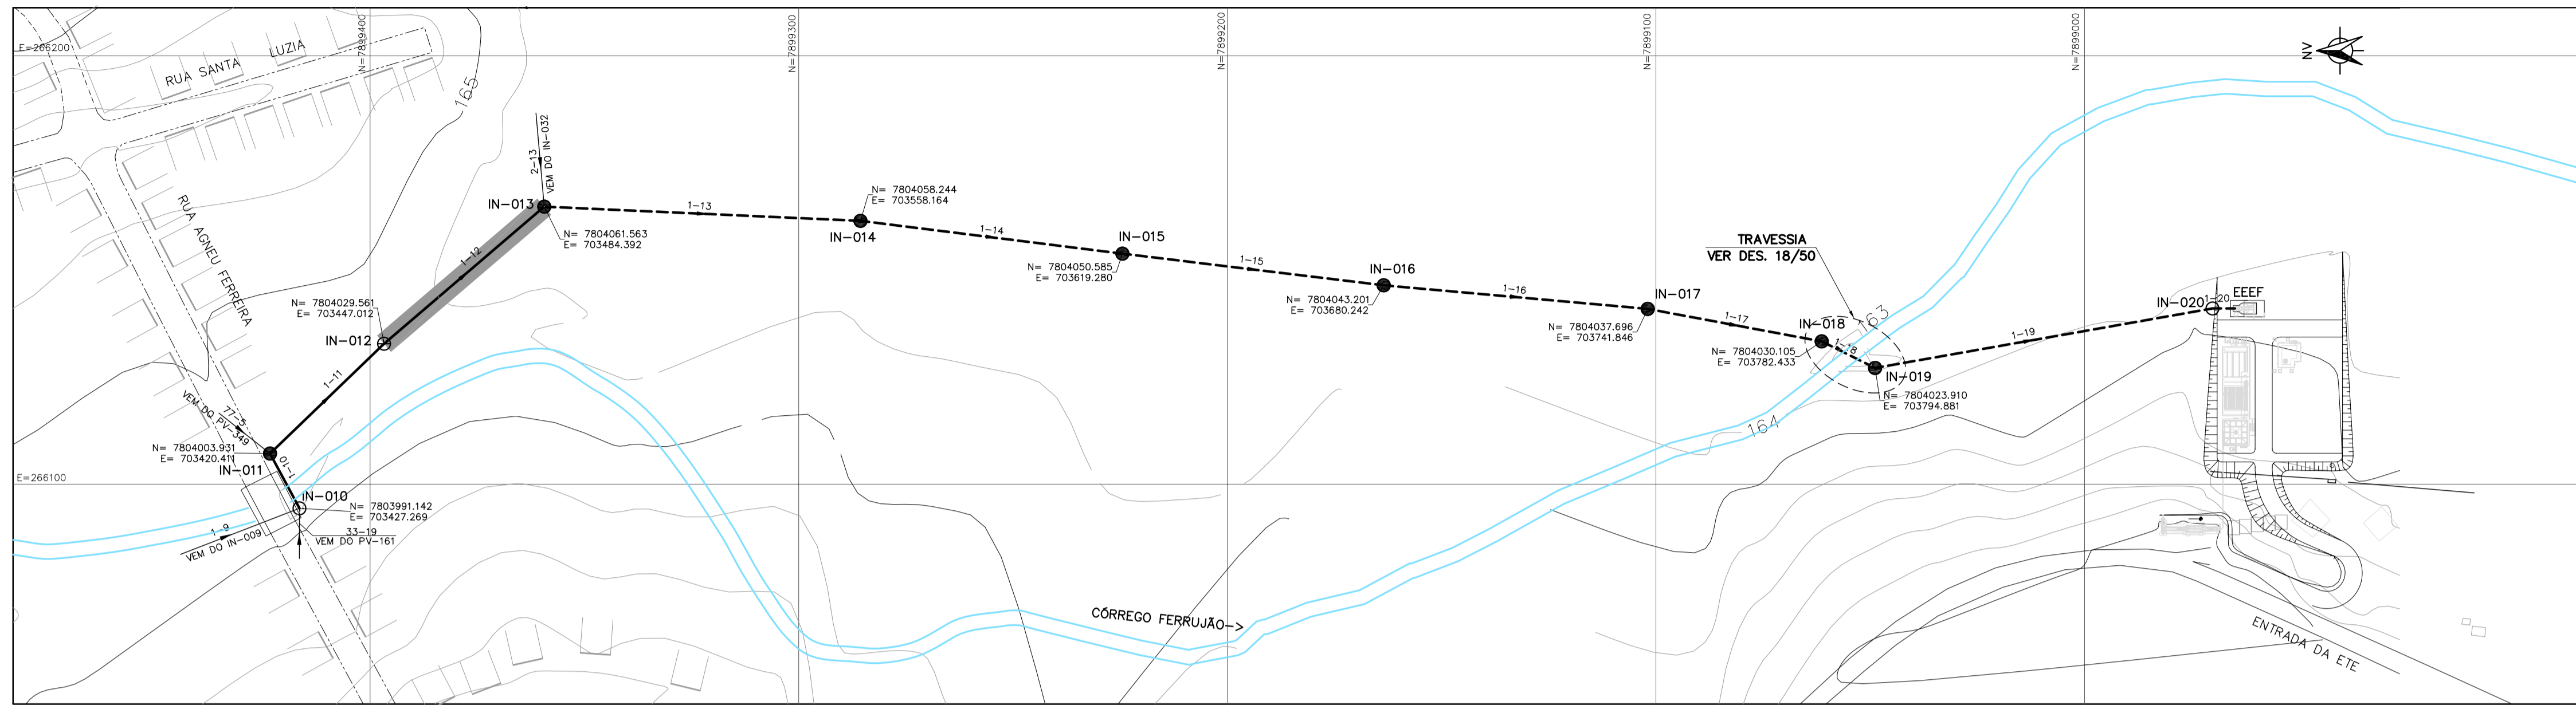 E=266200
RUA SANTA LUZIA
N=7899400
N=7899300
N=7899200
N=7899100
N=7899000
NV
165
RUA AGNEU FERREIRA
2-13
VEM DO IN-032
IN-013
N= 7804061.563
E= 703484.392
1-13
N= 7804058.244
E= 703558.164
IN-014
1-14
IN-015
N= 7804050.585
E= 703619.280
1-15
IN-016
N= 7804043.201
E= 703680.242
1-16
IN-017
N= 7804037.696
E= 703741.846
TRAVESSIA
VER DES. 18/50
1-17
IN-018
N= 7804030.105
E= 703782.433
1-18
163
IN-019
N= 7804023.910
E= 703794.881
1-19
IN-020
1-20
EEEF
1-12
N= 7804029.561
E= 703447.012
IN-012
1-11
77-5
VEM DO PV-349
N= 7804003.931
E= 703420.411
IN-011
1-10
E=266100
IN-010
N= 7803991.142
E= 703427.269
1-9
VEM DO IN-009
33-19
VEM DO PV-161
164
CÓRREGO FERRUJÃO->
ENTRADA DA ETE